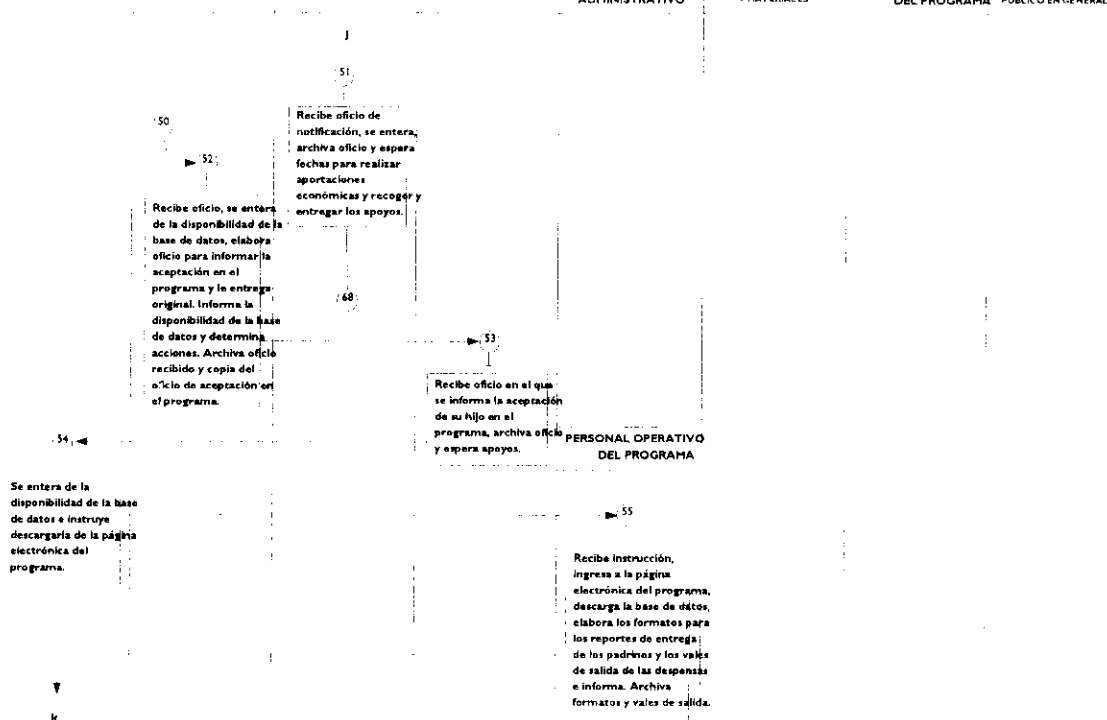 ADMINISTRATIVO
Y MATERIALES
DEL PROGRAMA
PÚBLICO EN GENERAL
J
51
Recibe oficio de
notificación, se entera,
archiva oficio y espera
fechas para realizar
aportaciones
económicas y recoger y
entregar los apoyos.
50
52
Recibe oficio, se entera
de la disponibilidad de la
base de datos, elabora
oficio para informar la
aceptación en el
programa y le entrega
original. Informa la
disponibilidad de la base
de datos y determina
acciones. Archiva oficio
recibido y copia del
oficio de aceptación en
el programa.
68
53
Recibe oficio en el que
se informa la aceptación
de su hijo en el
programa, archiva oficio
y espera apoyos.
PERSONAL OPERATIVO
DEL PROGRAMA
54
Se entera de la
disponibilidad de la base
de datos e instruye
descargarla de la página
electrónica del
programa.
55
Recibe instrucción,
ingresa a la página
electrónica del programa,
descarga la base de datos,
elabora los formatos para
los reportes de entrega
de los padrinos y los vales
de salida de las despensas
e informa. Archiva
formatos y vales de salida.
k